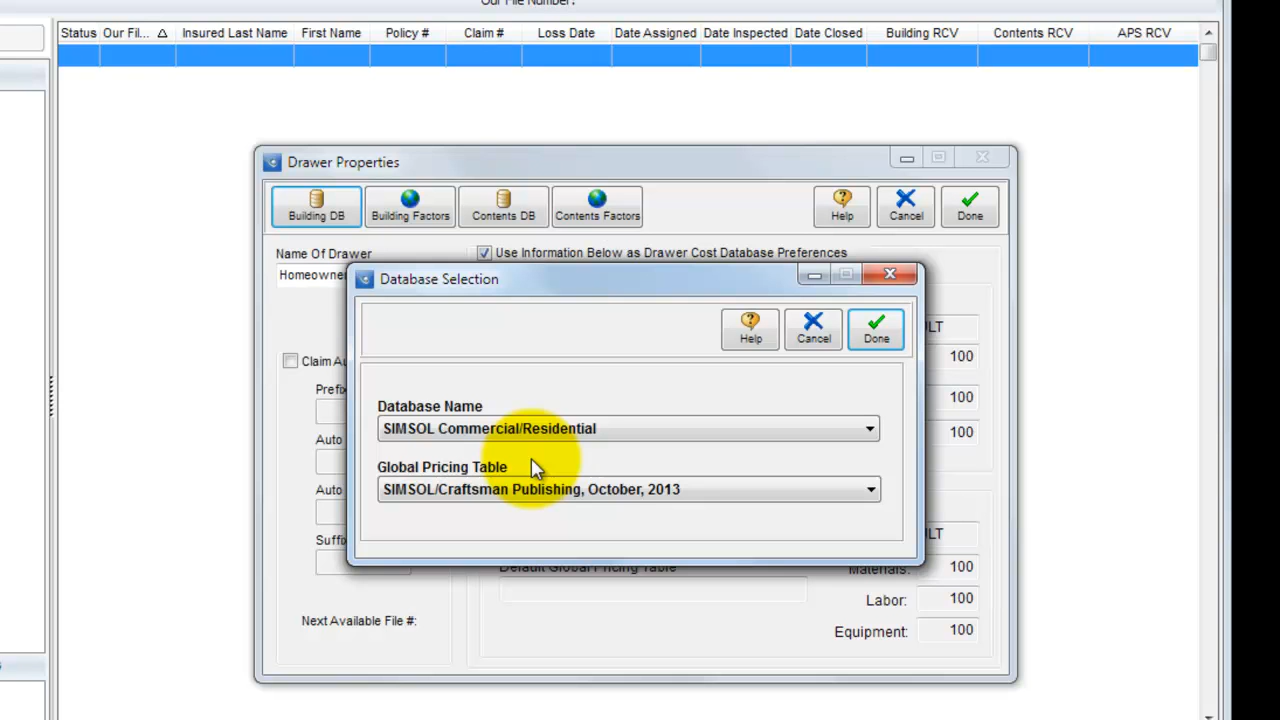 Our File Number:
Status Our Fil... Insured Last Name First Name Policy # Claim # Loss Date Date Assigned Date Inspected Date Closed Building RCV Contents RCV APS RCV
Drawer Properties
Building DB Building Factors Contents DB Contents Factors Help Cancel Done
Name Of Drawer
Use Information Below as Drawer Cost Database Preferences
Homeowner
Database Selection
Help Cancel Done
LT
Claim Au
100
Prefix
Database Name
100
SIMSOL Commercial/Residential
100
Auto
Global Pricing Table
Auto
SIMSOL/Craftsman Publishing, October, 2013
Suffix
LT
Default Global Pricing Table
Materials: 100
Labor: 100
Next Available File #:
Equipment: 100